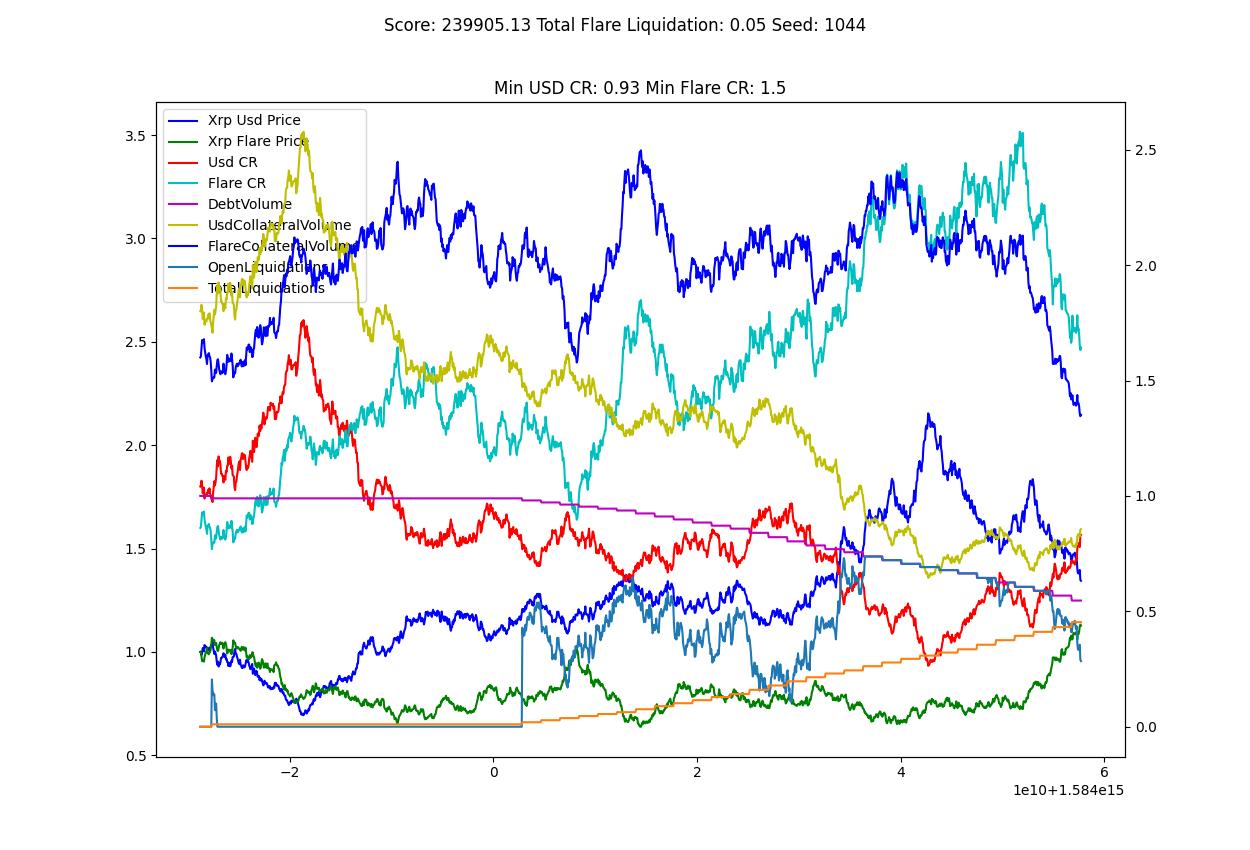 Score: 239905.13 Total Flare Liquidation: 0.05 Seed: 1044
Min USD CR: 0.93 Min Flare CR: 1.5
Xrp Usd Price
Xrp Flare Price
Usd CR
Flare CR
DebtVolume
UsdCollateralVolume
FlareCollateralVolume
OpenLiquidations
TotalLiquidations
3.5
3.0
2.5
2.0
1.5
1.0
0.5
2.5
2.0
1.5
1.0
0.5
0.0
−2
0
2
4
6
1e10+1.584e15